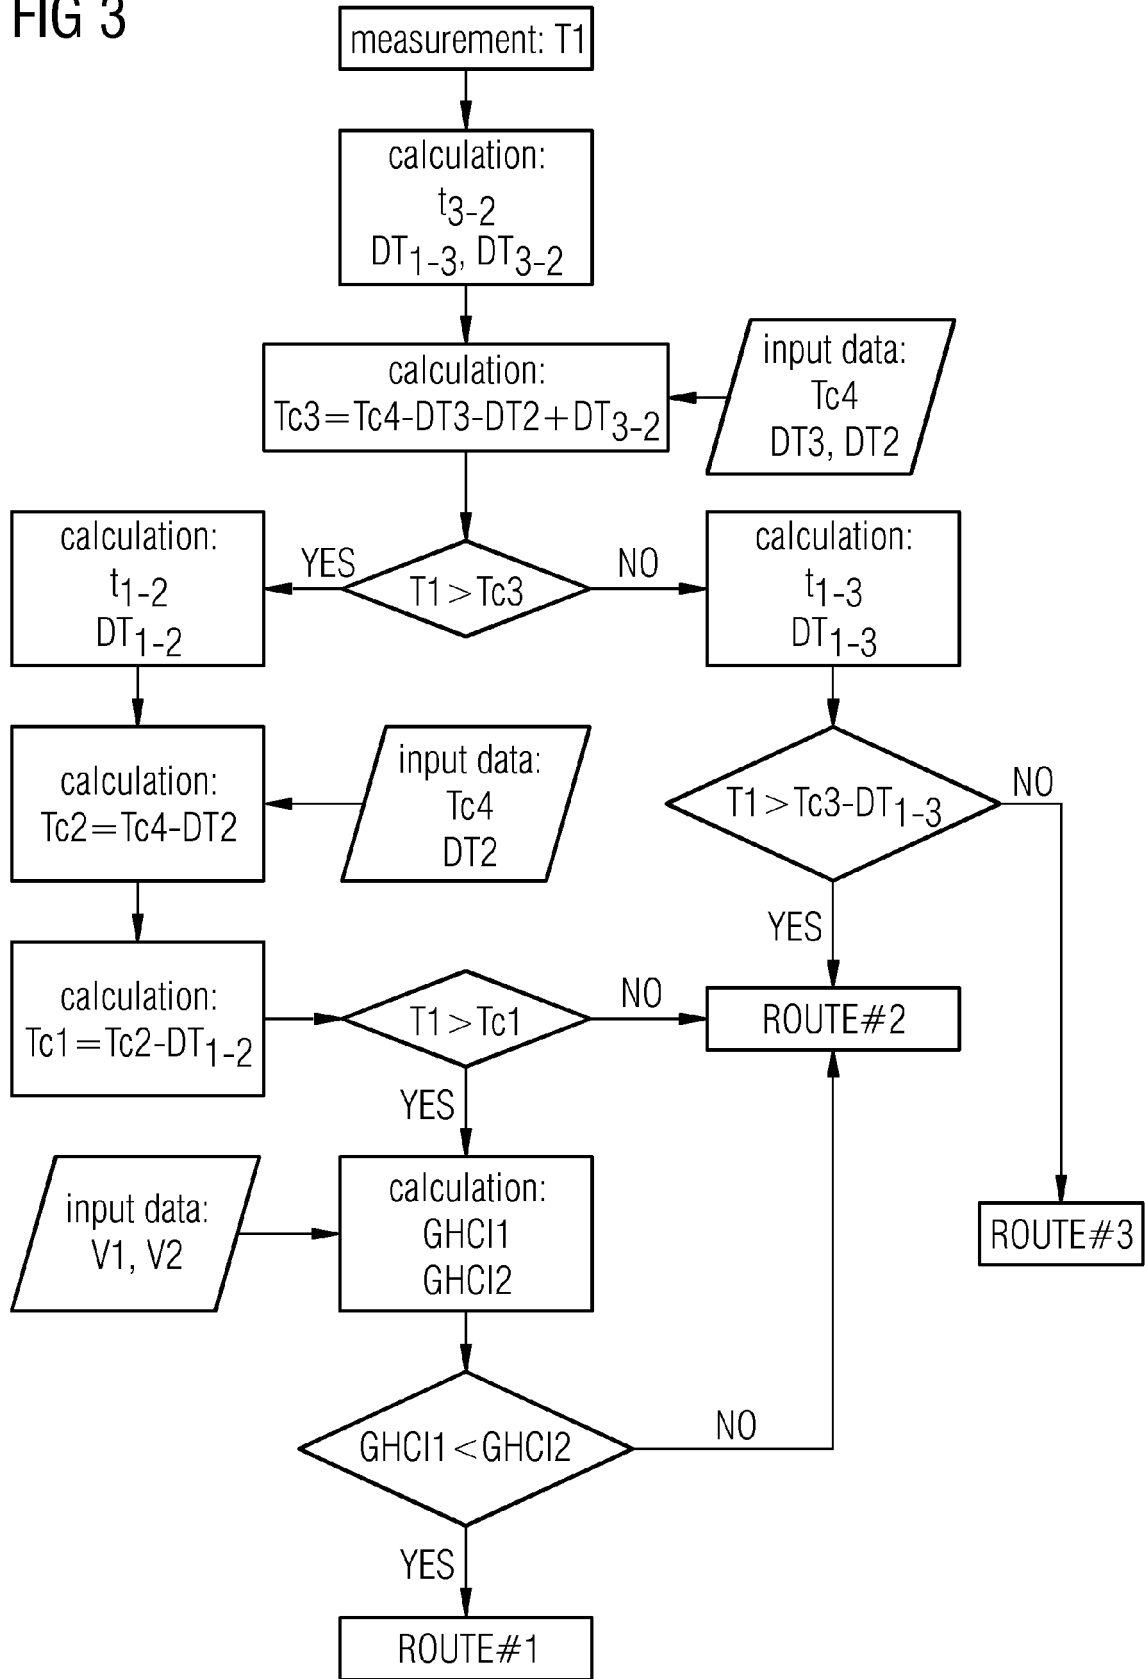 FIG 3
measurement: T1
calculation:
t3-2
DT1-3, DT3-2
calculation:
Tc3=Tc4-DT3-DT2+DT3-2
input data:
Tc4
DT3, DT2
calculation:
t1-2
DT1-2
YES
T1>Tc3
NO
calculation:
t1-3
DT1-3
calculation:
Tc2=Tc4-DT2
input data:
Tc4
DT2
T1>Tc3-DT1-3
NO
YES
calculation:
Tc1=Tc2-DT1-2
T1>Tc1
NO
ROUTE#2
YES
input data:
V1, V2
calculation:
GHCI1
GHCI2
ROUTE#3
GHCI1<GHCI2
NO
YES
ROUTE#1